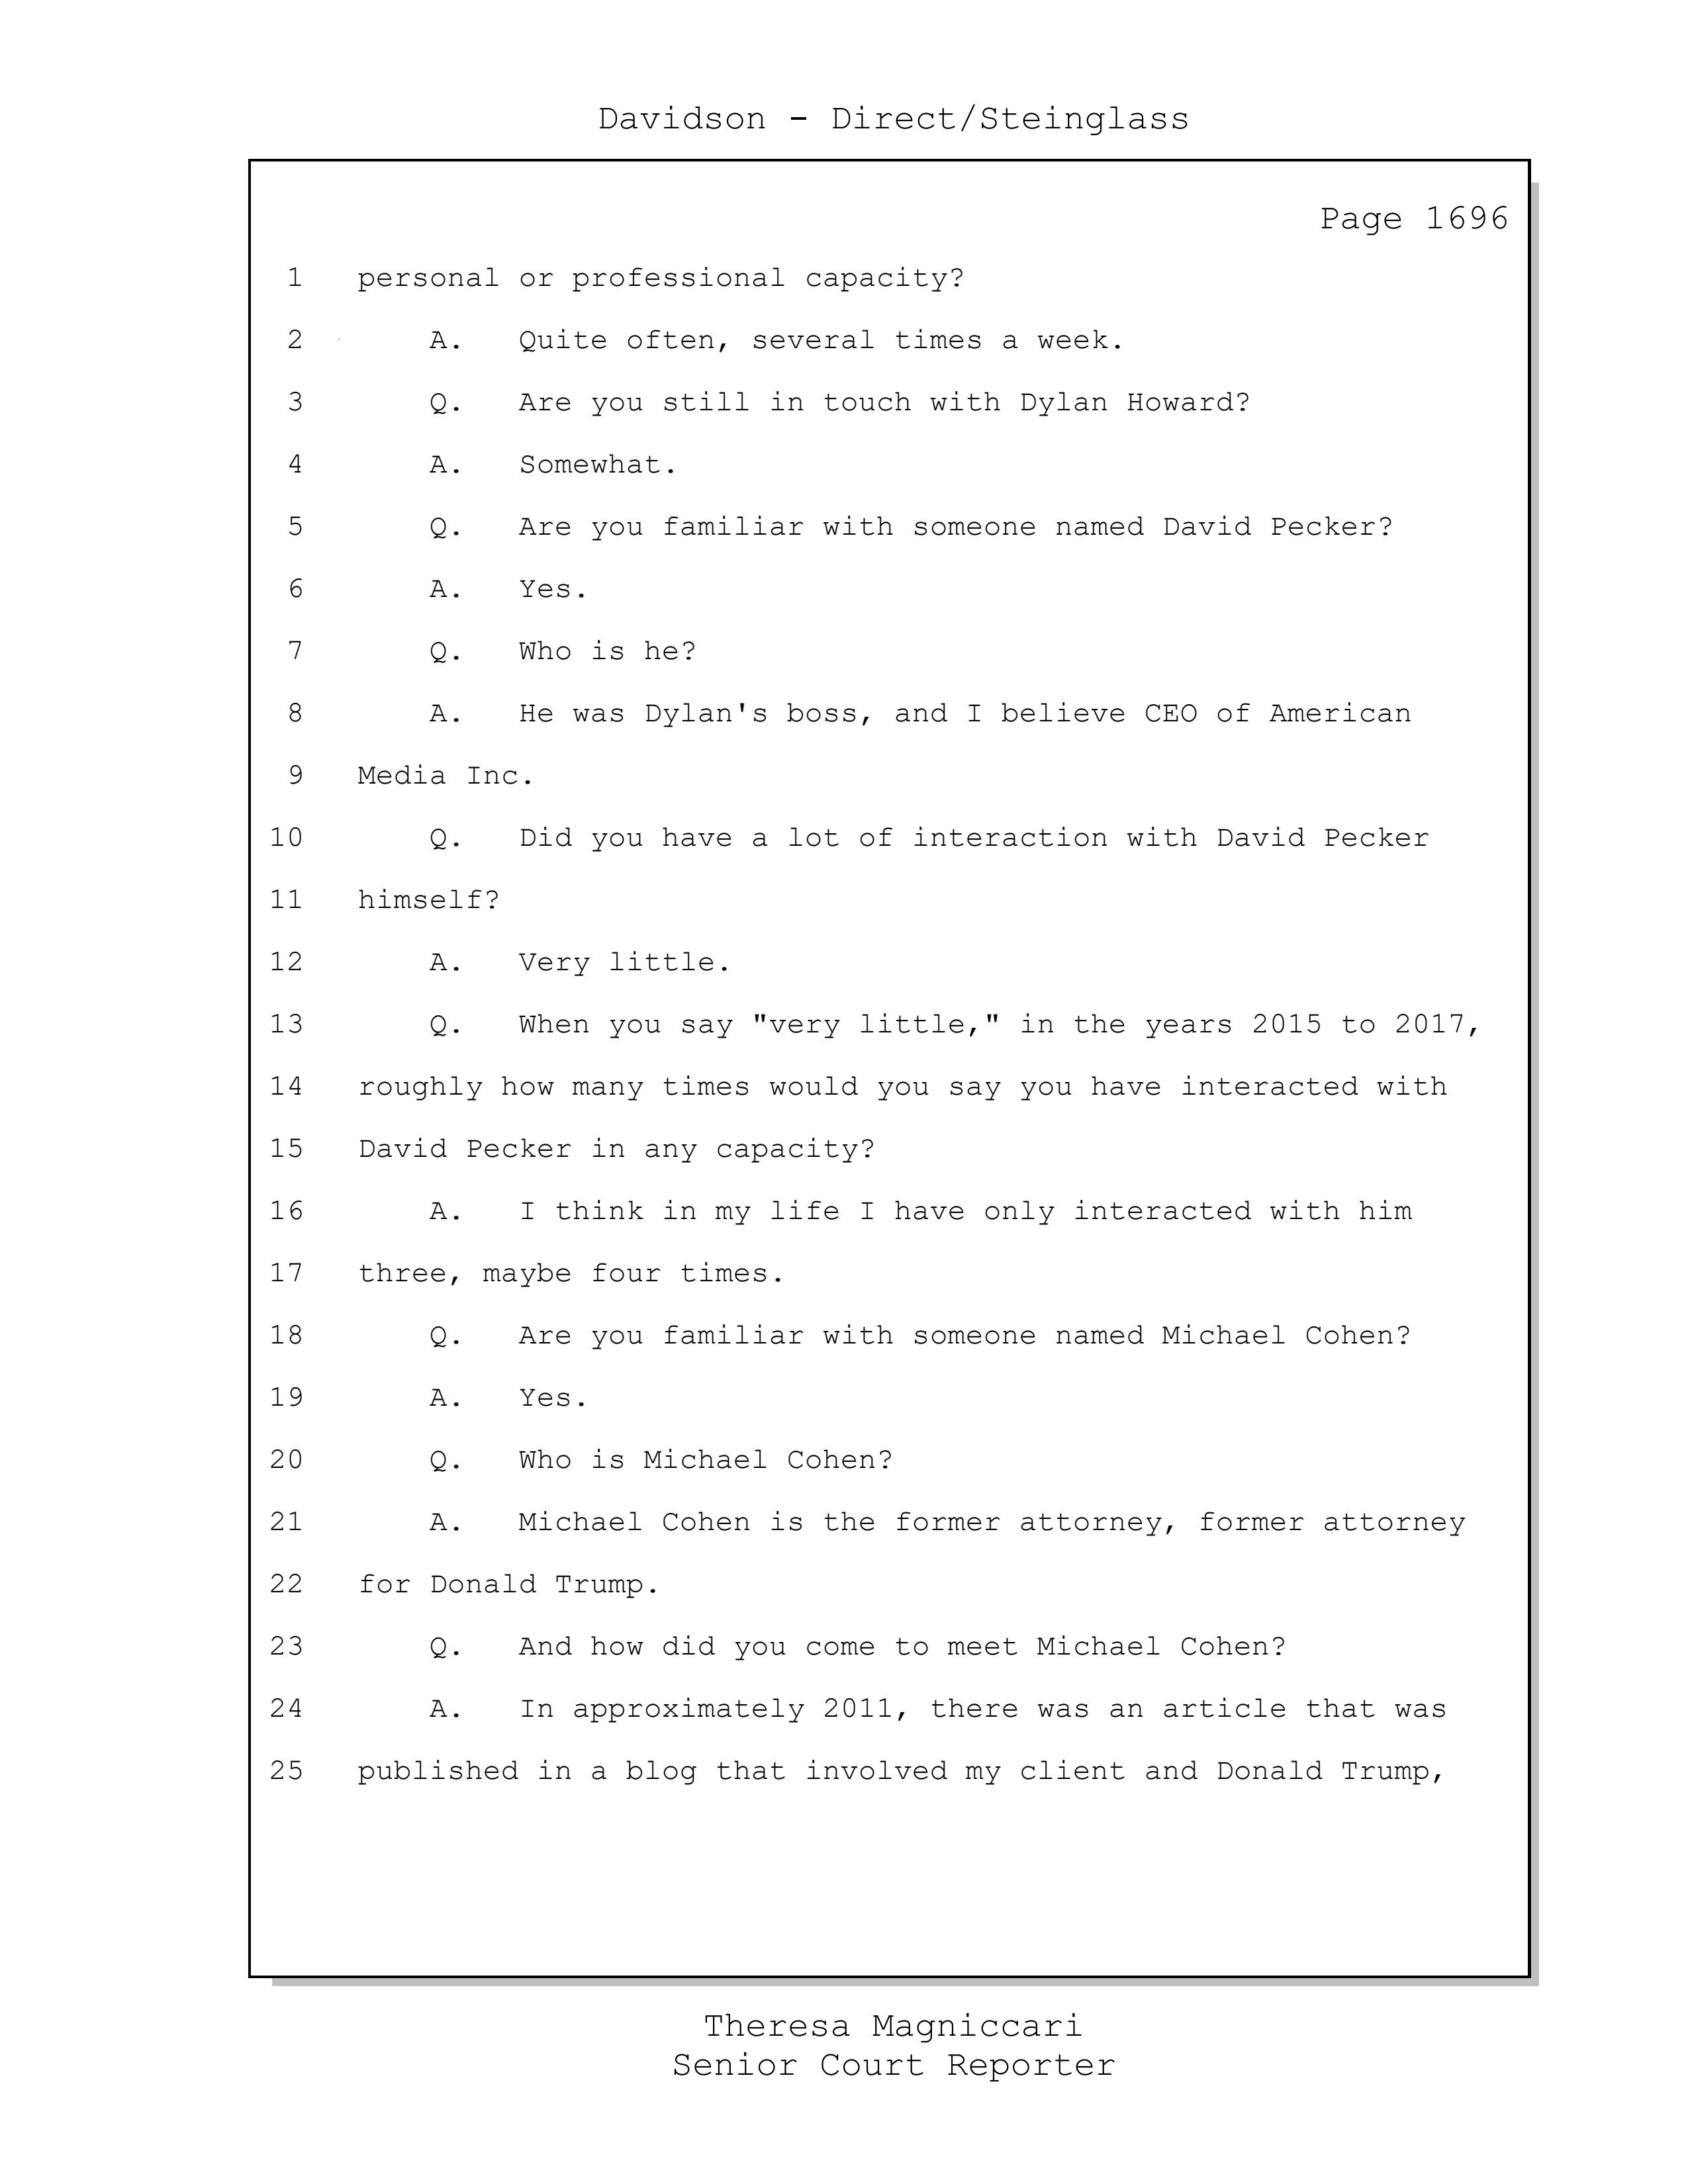 Davidson - Direct/Steinglass
Page 1696
1 personal or professional capacity?
2 A. Quite often, several times a week.
3 Q. Are you still in touch with Dylan Howard?
4 A. Somewhat.
5 Q. Are you familiar with someone named David Pecker?
6 A. Yes.
7 Q. Who is he?
8 A. He was Dylan's boss, and I believe CEO of American
9 Media Inc.
10 Q. Did you have a lot of interaction with David Pecker
11 himself?
12 A. Very little.
13 Q. When you say "very little," in the years 2015 to 2017,
14 roughly how many times would you say you have interacted with
15 David Pecker in any capacity?
16 A. I think in my life I have only interacted with him
17 three, maybe four times.
18 Q. Are you familiar with someone named Michael Cohen?
19 A. Yes.
20 Q. Who is Michael Cohen?
21 A. Michael Cohen is the former attorney, former attorney
22 for Donald Trump.
23 Q. And how did you come to meet Michael Cohen?
24 A. In approximately 2011, there was an article that was
25 published in a blog that involved my client and Donald Trump,
Theresa Magniccari
Senior Court Reporter